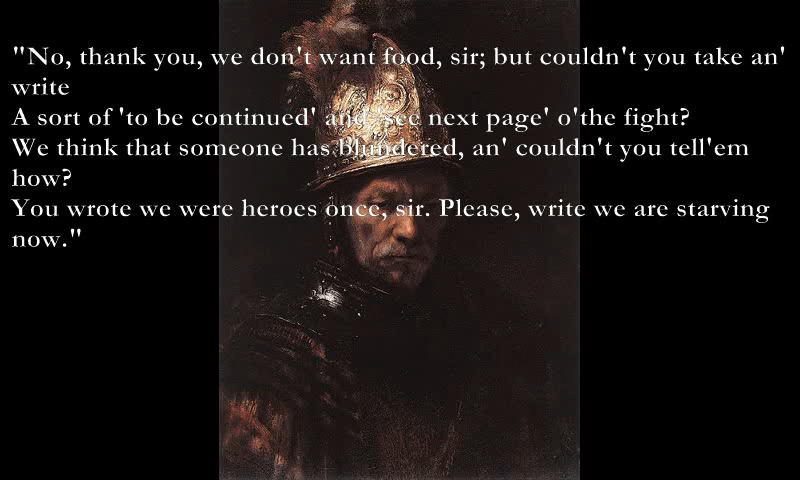 "No, thank you, we don't want food, sir; but couldn't you take an'
write
A sort of 'to be continued' and 'see next page' o'the fight?
We think that someone has blundered, an' couldn't you tell'em
how?
You wrote we were heroes once, sir. Please, write we are starving
now."